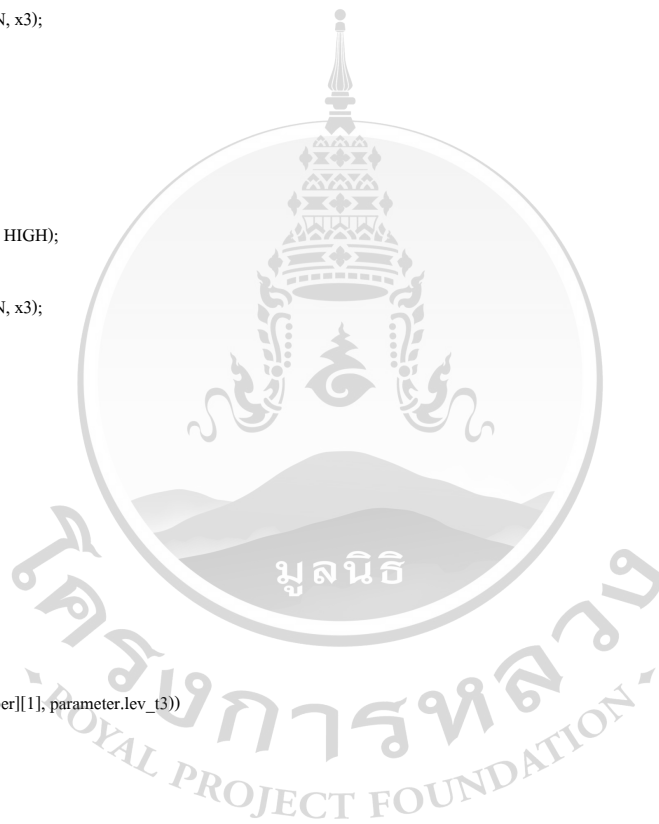 N, x3);
HIGH);
N, x3);
มูลนิธิ
er][1], parameter.lev_t3))
โครงการหลวง
ROYAL PROJECT FOUNDATION